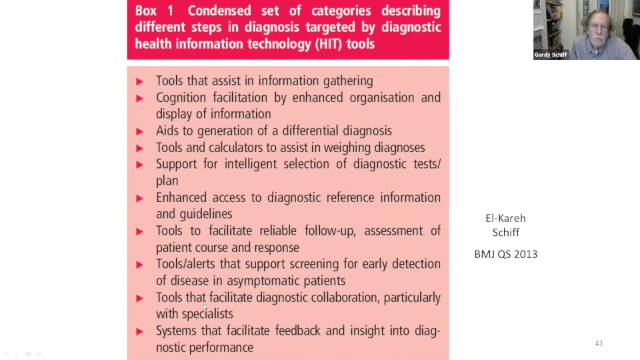 Box 1 Condensed set of categories describing
different steps in diagnosis targeted by diagnostic
health information technology (HIT) tools
Tools that assist in information gathering
Cognition facilitation by enhanced organisation and
display of information
Aids to generation of a differential diagnosis
Tools and calculators to assist in weighing diagnoses
Support for intelligent selection of diagnostic tests/
plan
Enhanced access to diagnostic reference information
and guidelines
Tools to facilitate reliable follow-up, assessment of
patient course and response
Tools/alerts that support screening for early detection
of disease in asymptomatic patients
Tools that facilitate diagnostic collaboration, particularly
with specialists
Systems that facilitate feedback and insight into diag-
nostic performance
Gordy Schiff
El-Kareh
Schiff
BMJ QS 2013
43